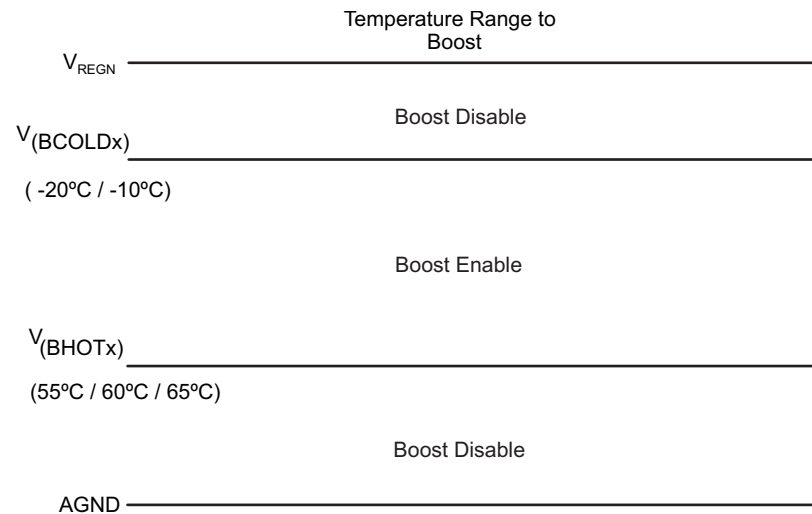 Temperature Range to
Boost
VREGN
Boost Disable
V(BCOLDx)
( -20ºC / -10ºC)
Boost Enable
V(BHOTx)
(55ºC / 60ºC / 65ºC)
Boost Disable
AGND